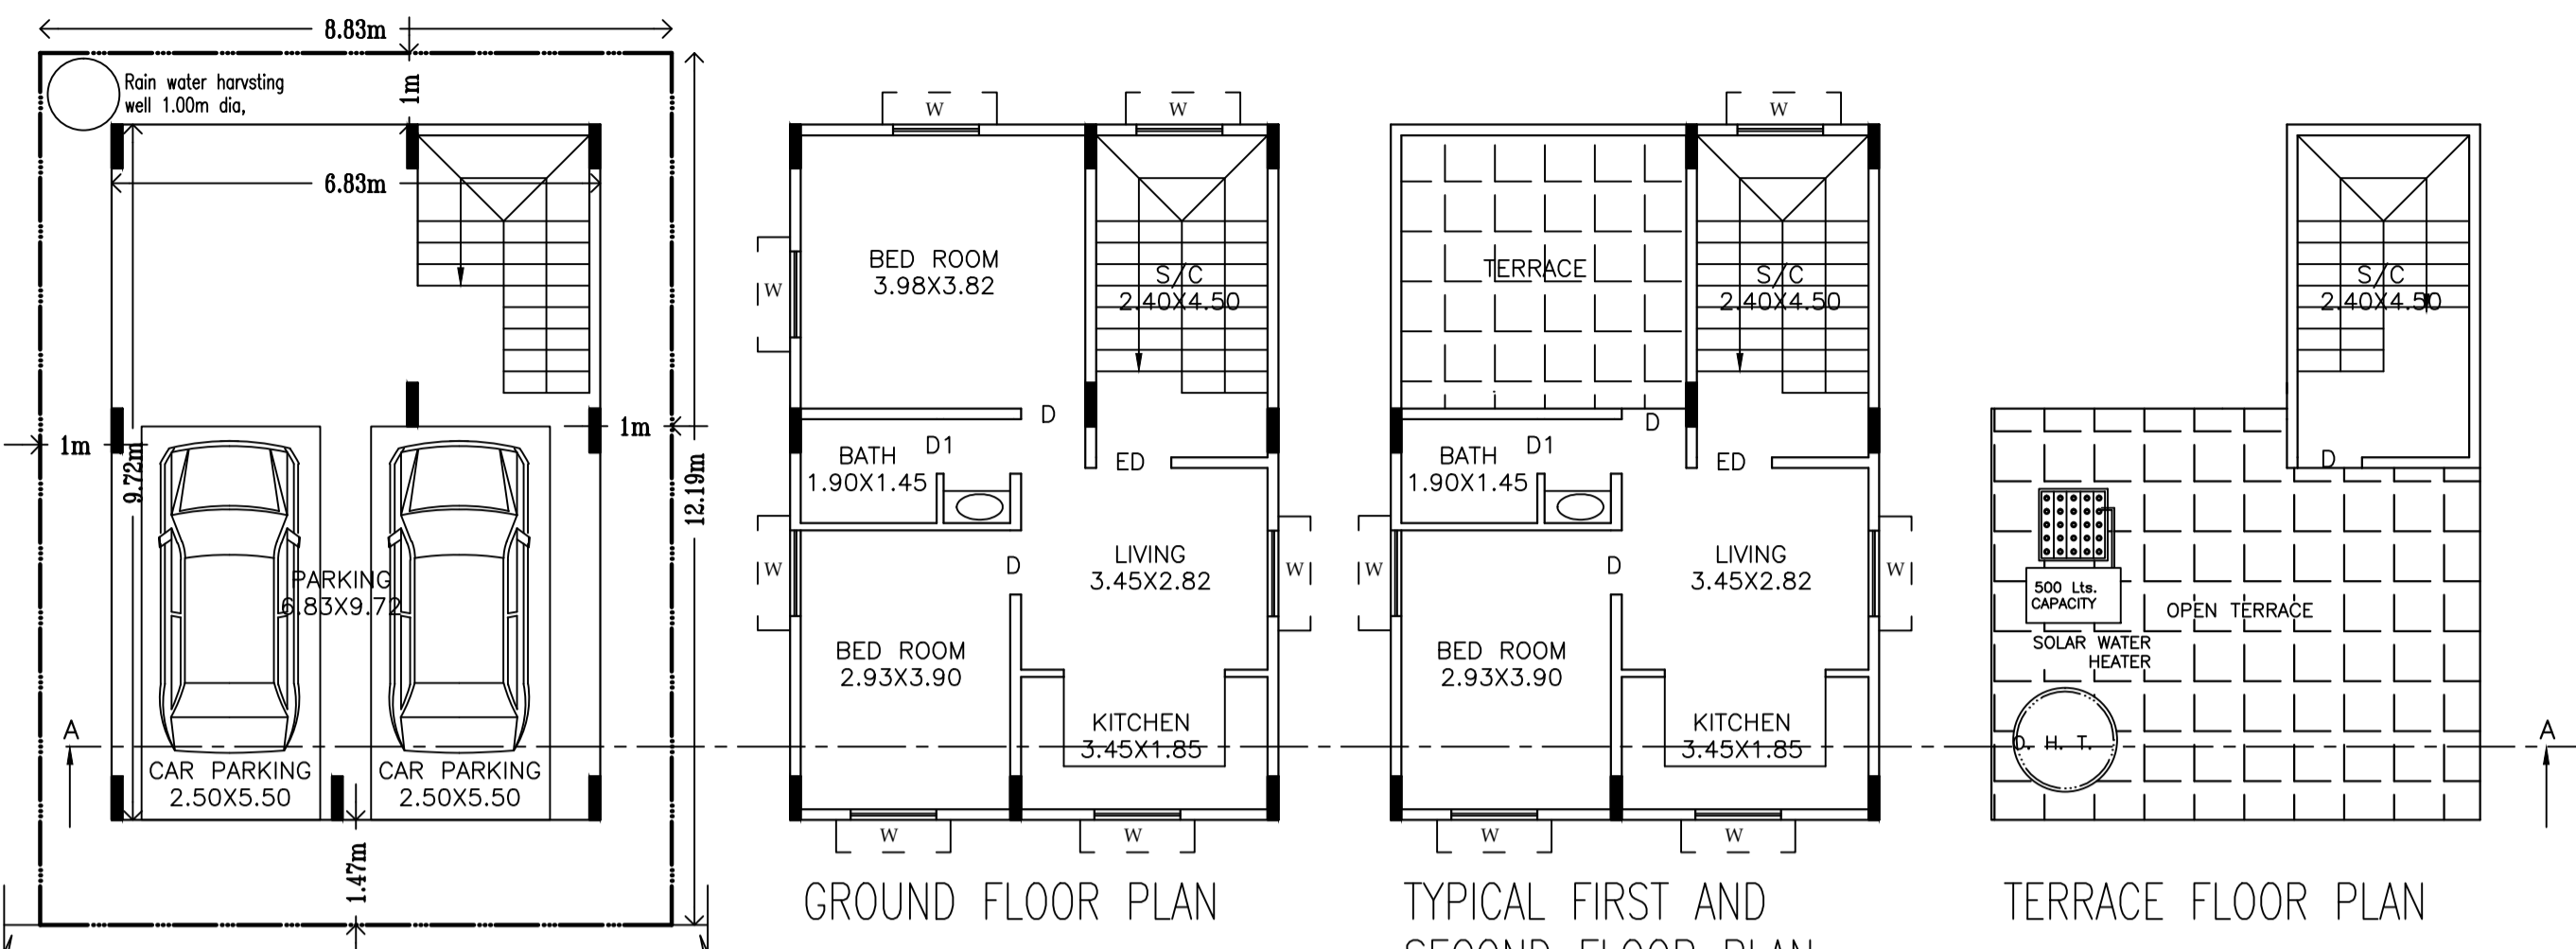 8.83m
Rain water harvsting
well 1.00m dia,
1m
6.83m
1m
1m
9.72m
12.19m
PARKING
6.83X9.72
A
CAR PARKING
2.50X5.50
CAR PARKING
2.50X5.50
1.47m
W
W
BED ROOM
3.98X3.82
S/C
2.40X4.50
W
D
D1
BATH
1.90X1.45
ED
W
D
LIVING
3.45X2.82
W
BED ROOM
2.93X3.90
KITCHEN
3.45X1.85
W
W
GROUND FLOOR PLAN
W
TERRACE
S/C
2.40X4.50
D
D1
BATH
1.90X1.45
ED
W
D
LIVING
3.45X2.82
W
BED ROOM
2.93X3.90
KITCHEN
3.45X1.85
W
W
TYPICAL FIRST AND
SECOND FLOOR PLAN
S/C
2.40X4.50
D
500 Lts.
CAPACITY
OPEN TERRACE
SOLAR WATER
HEATER
O. H. T.
A
TERRACE FLOOR PLAN